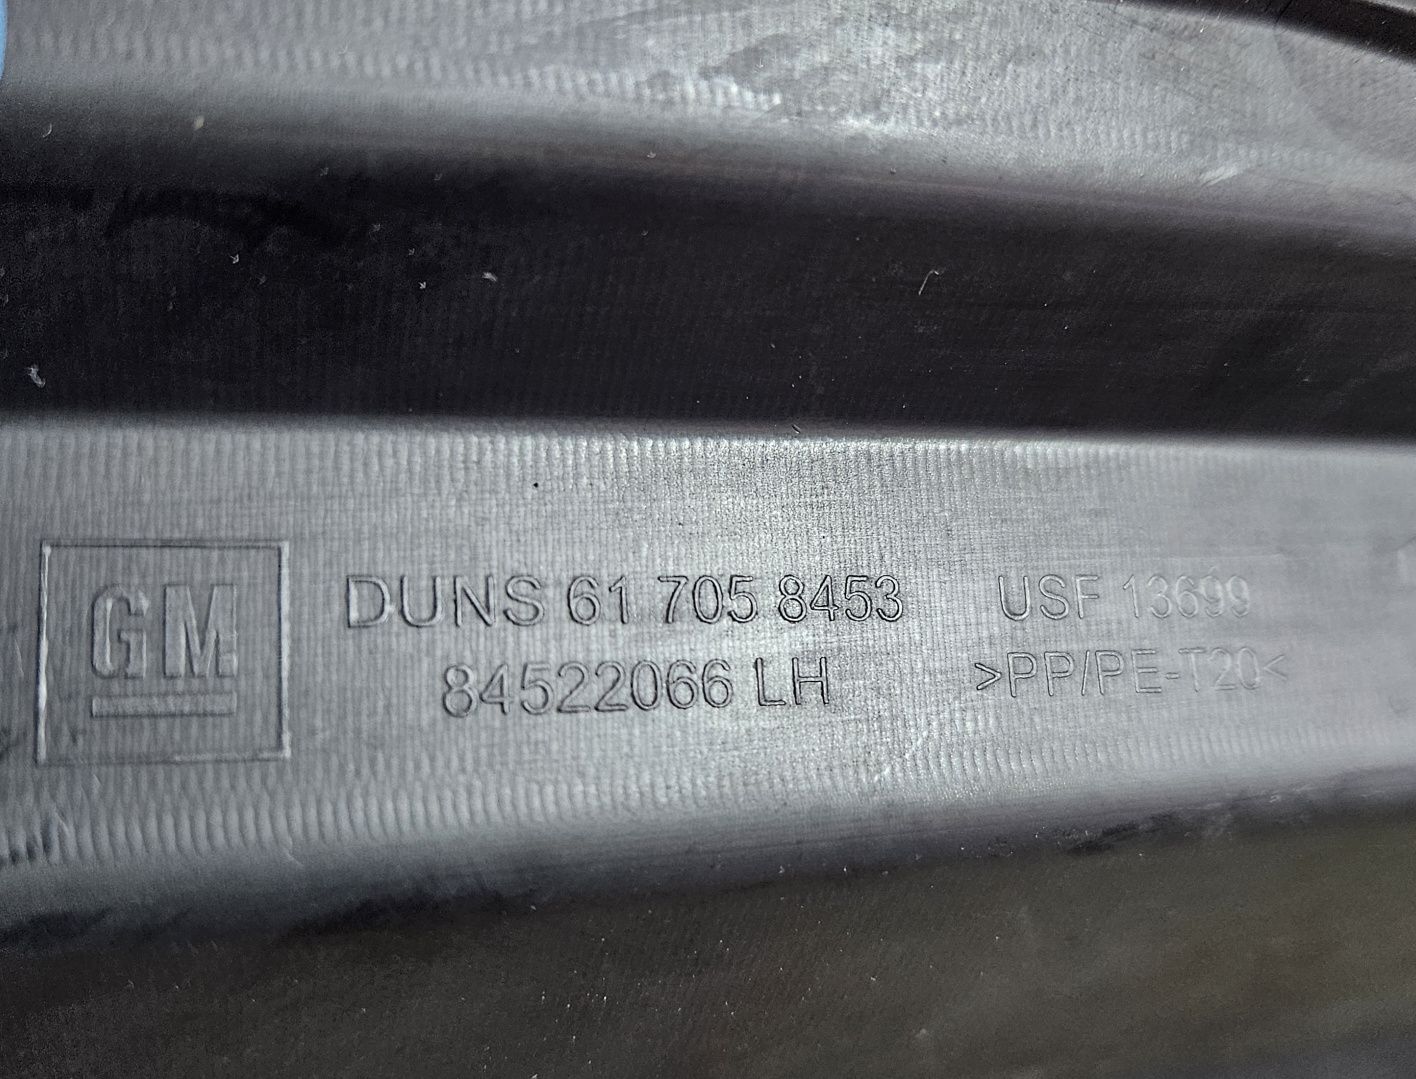 GM
DUNS 61 705 8453
84522066 LH
USF 13699
>PP/PE-T20<